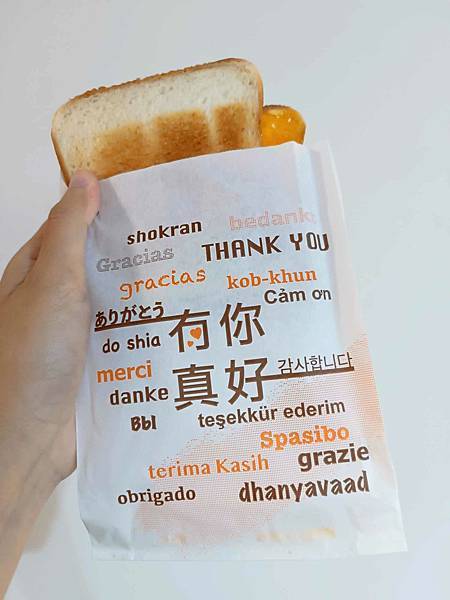 shokran
bedank
Gracias
THANK YOU
gracias
kob-khun
ありがとう
Cảm ơn
do shia
有你
merci
真好
감사합니다
danke
Bbl
teşekkür ederim
Spasibo
terima Kasih
grazie
obrigado
dhanyavaad